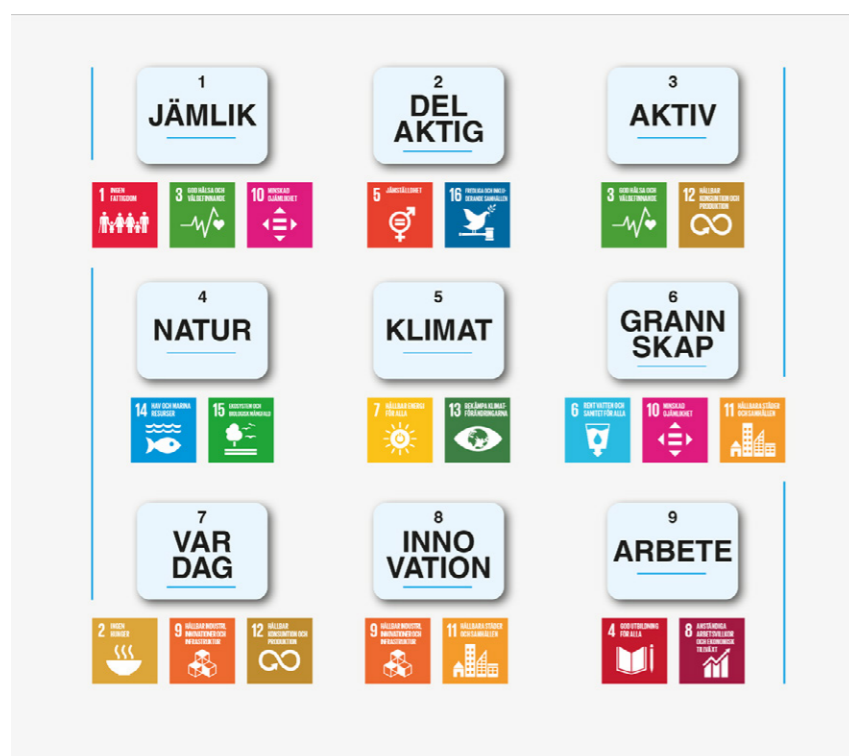 1
JÄMLIK
2
DEL
AKTIG
3
AKTIV
1 INGEN
FATTIGDOM
3 GOD HÄLSA OCH
VÄLBEFINNANDE
10 MINSKAD
OJÄMLIKHET
5 JÄMSTÄLLDHET
16 FREDLIGA OCH INKLU-
DERANDE SAMHÄLLEN
3 GOD HÄLSA OCH
VÄLBEFINNANDE
12 HÅLLBAR
KONSUMTION OCH
PRODUKTION
4
NATUR
5
KLIMAT
6
GRANN
SKAP
14 HAV OCH MARINA
RESURSER
15 EKOSYSTEM OCH
BIOLOGISK MÅNGFALD
7 HÅLLBAR ENERGI
FÖR ALLA
13 BEKÄMPA KLIMAT-
FÖRÄNDRINGARNA
6 RENT VATTEN OCH
SANITET FÖR ALLA
10 MINSKAD
OJÄMLIKHET
11 HÅLLBARA STÄDER
OCH SAMHÄLLEN
7
VAR
DAG
8
INNO
VATION
9
ARBETE
2 INGEN
HUNGER
9 HÅLLBAR INDUSTRI,
INNOVATIONER OCH
INFRASTRUKTUR
12 HÅLLBAR
KONSUMTION OCH
PRODUKTION
9 HÅLLBAR INDUSTRI,
INNOVATIONER OCH
INFRASTRUKTUR
11 HÅLLBARA STÄDER
OCH SAMHÄLLEN
4 GOD UTBILDNING
FÖR ALLA
8 ANSTÄNDIGA
ARBETSVILLKOR
OCH EKONOMISK
TILLVÄXT